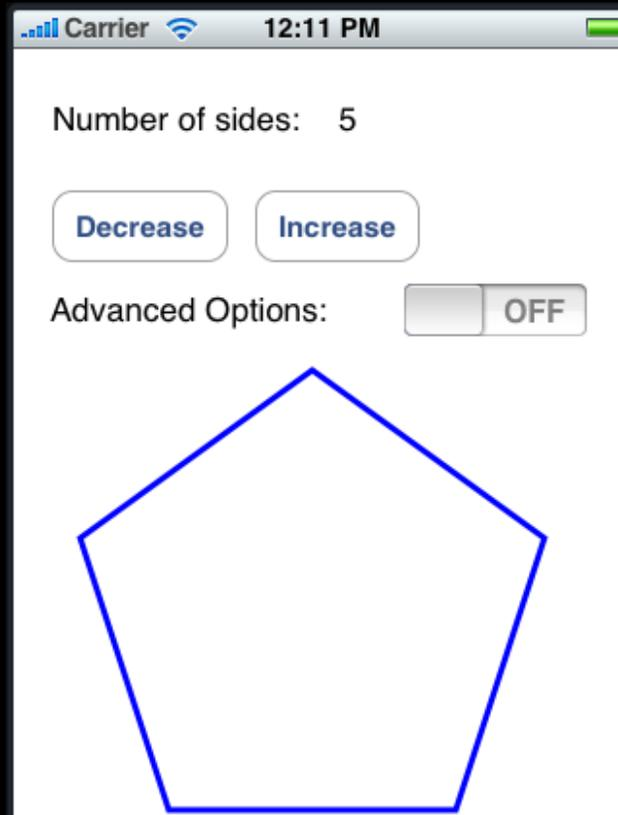 Carrier 12:11 PM
Number of sides: 5
Decrease Increase
Advanced Options: OFF